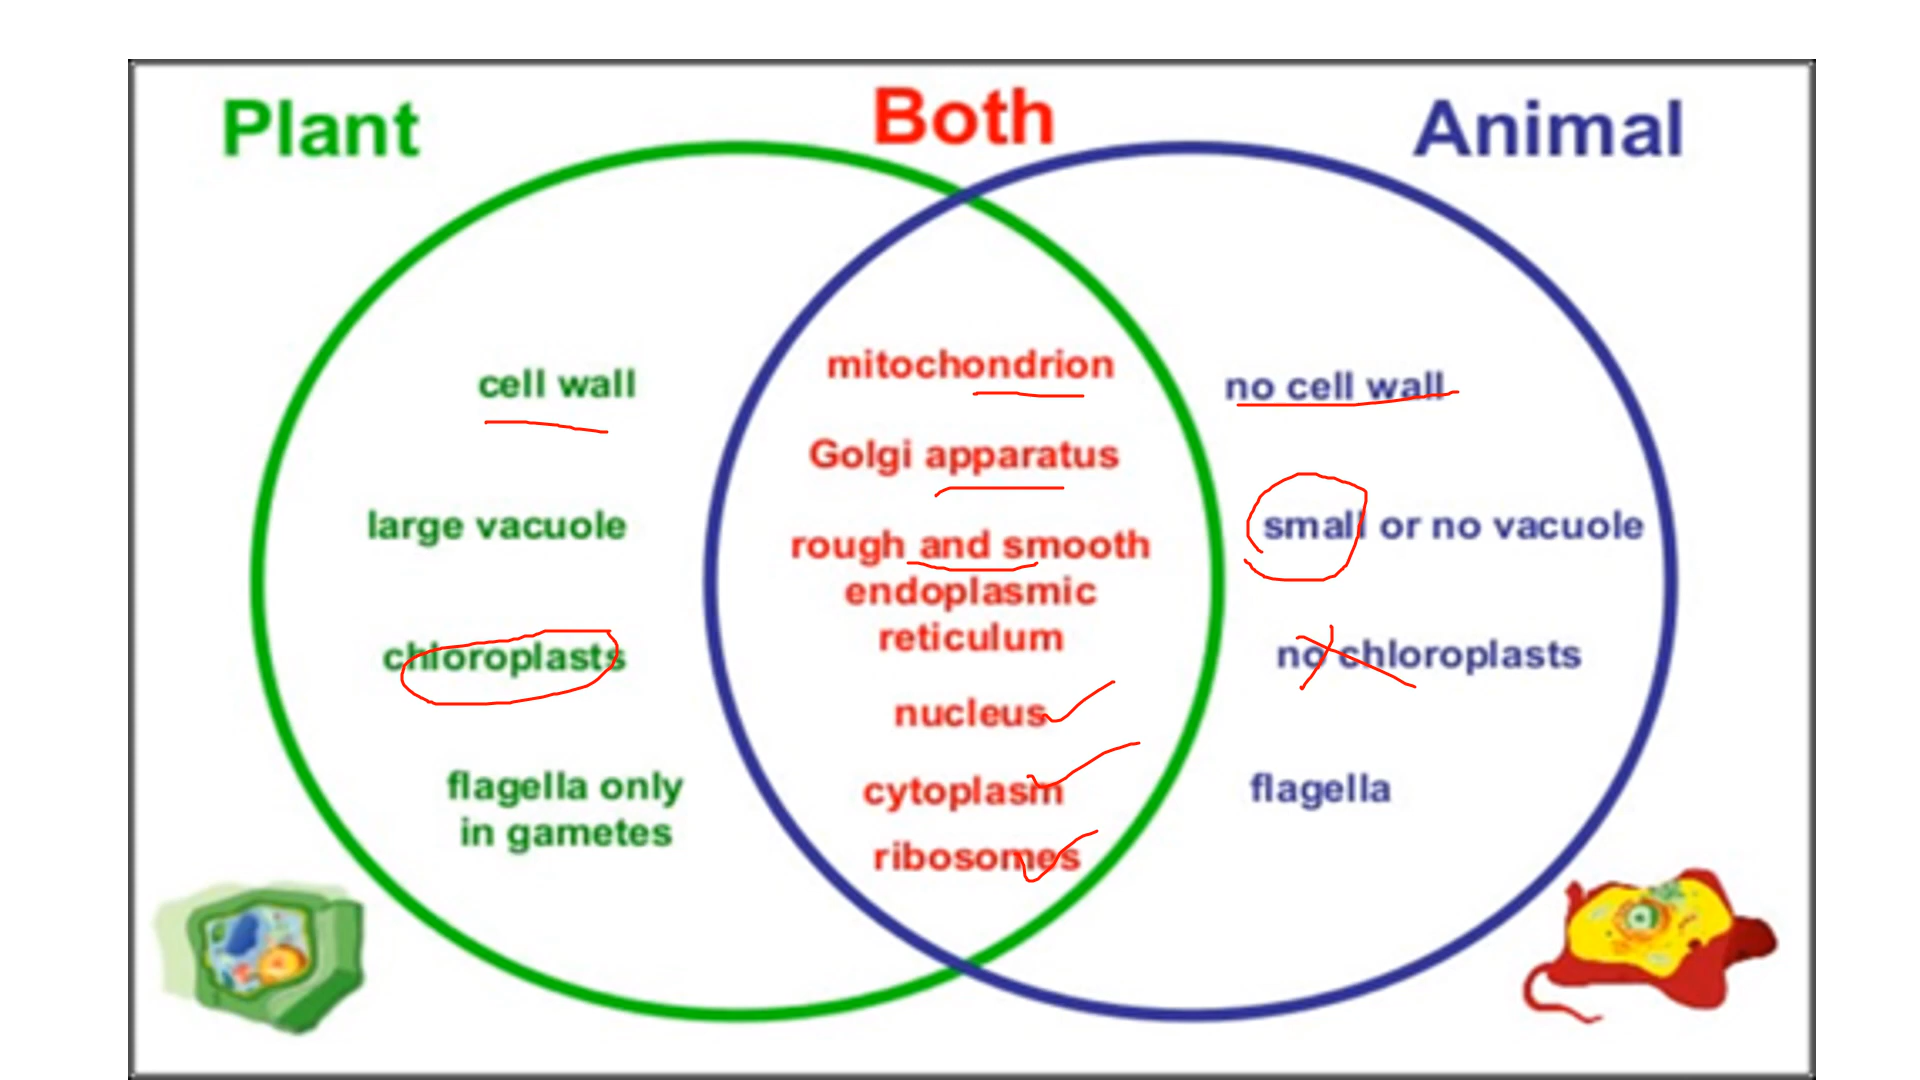 Plant
Both
Animal
cell wall
large vacuole
chloroplasts
flagella only
in gametes
mitochondrion
Golgi apparatus
rough and smooth
endoplasmic
reticulum
nucleus
cytoplasm
ribosomes
no cell wall
small or no vacuole
no chloroplasts
flagella